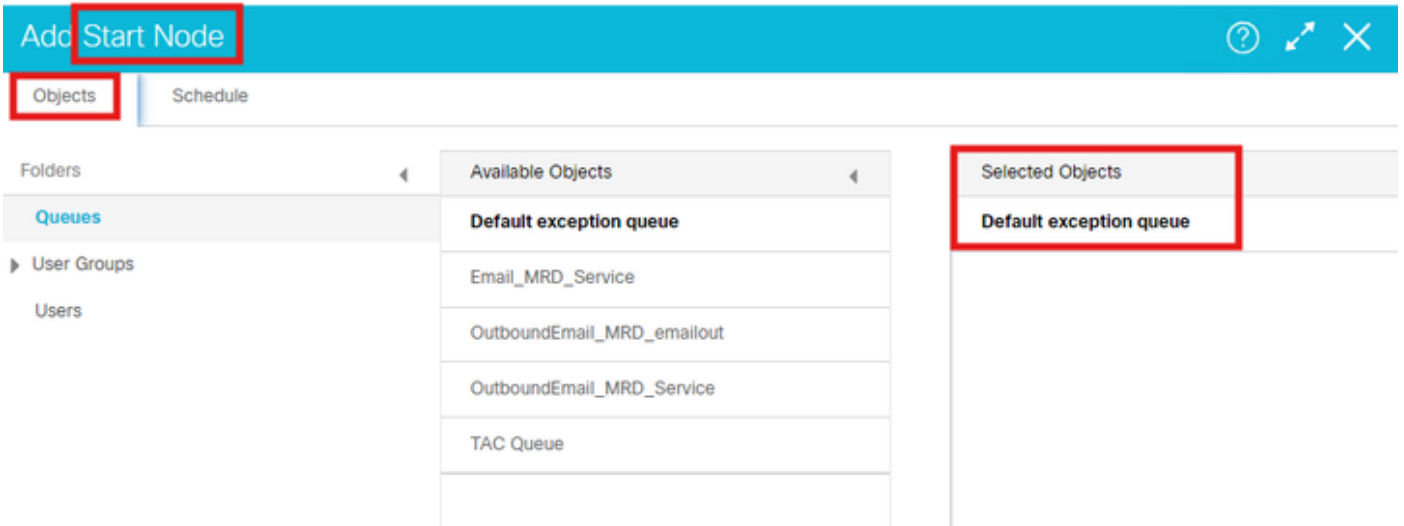 Add Start Node
Objects Schedule
Folders
Queues
User Groups
Users
Available Objects
Default exception queue
Email_MRD_Service
OutboundEmail_MRD_emailout
OutboundEmail_MRD_Service
TAC Queue
Selected Objects
Default exception queue